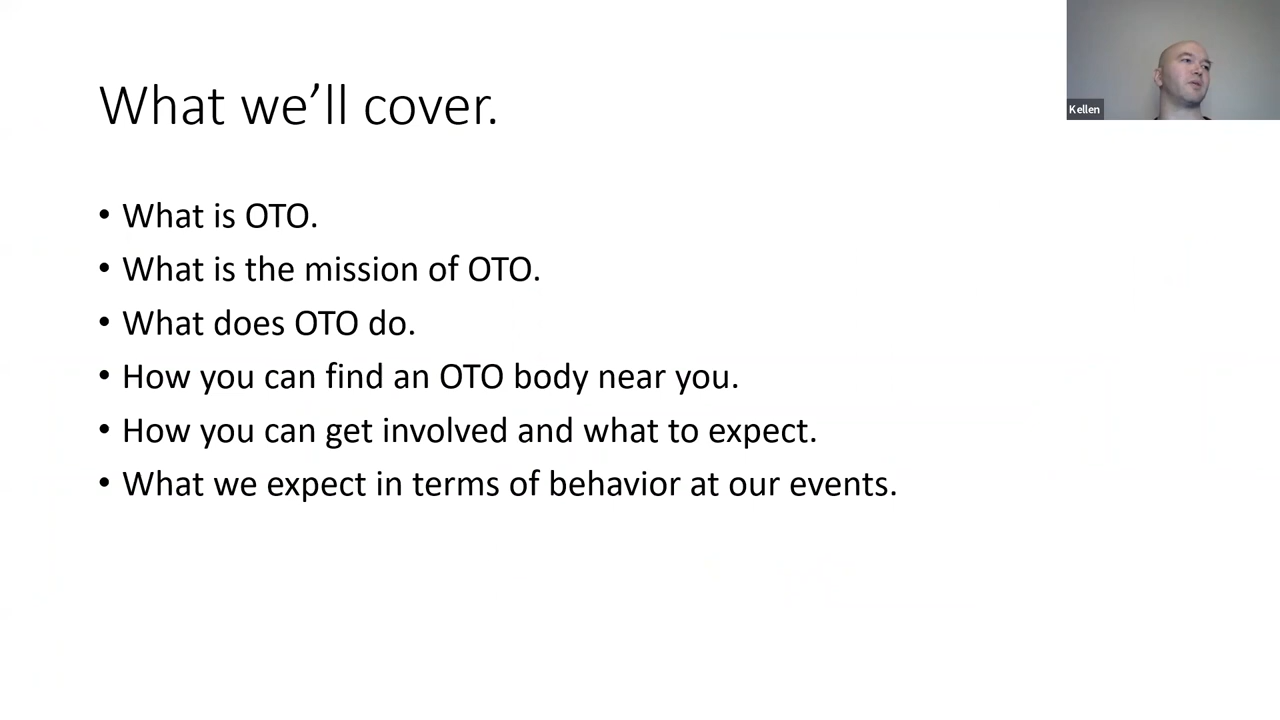 What we’ll cover.
Kellen
• What is OTO.
• What is the mission of OTO.
• What does OTO do.
• How you can find an OTO body near you.
• How you can get involved and what to expect.
• What we expect in terms of behavior at our events.